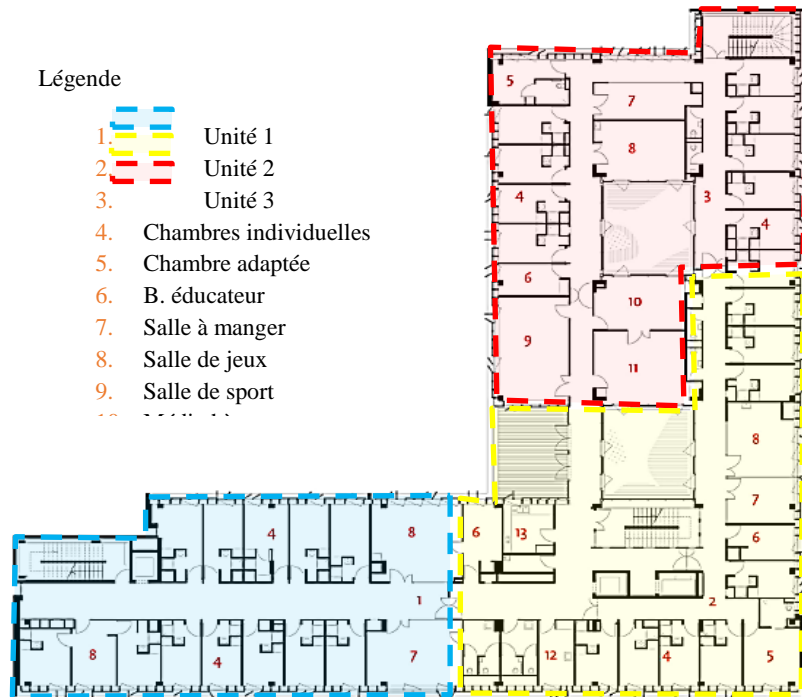 Légende
1. Unité 1
2. Unité 2
3. Unité 3
4. Chambres individuelles
5. Chambre adaptée
6. B. éducateur
7. Salle à manger
8. Salle de jeux
9. Salle de sport
5
7
8
4
3
4
6
10
9
11
8
7
6
13
8
4
6
1
2
8
4
7
12
4
5